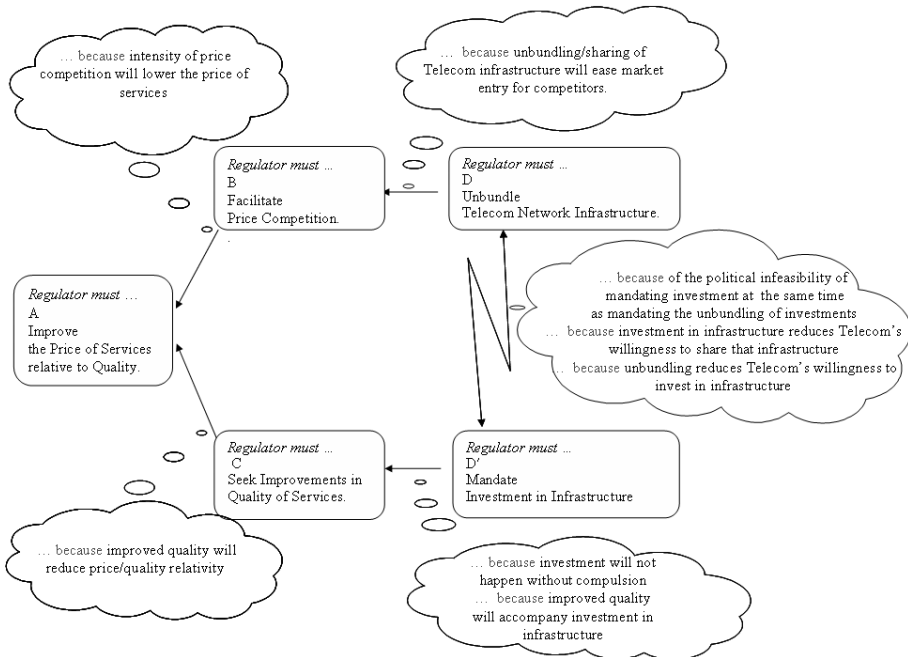 ... because intensity of price
competition will lower the price of
services
... because unbundling/sharing of
Telecom infrastructure will ease market
entry for competitors.
Regulator must ...
B
Facilitate
Price Competition.
.
Regulator must ...
D
Unbundle
Telecom Network Infrastructure.
Regulator must ...
A
Improve
the Price of Services
relative to Quality.
... because of the political infeasibility of
mandating investment at the same time
as mandating the unbundling of investments
... because investment in infrastructure reduces Telecom's
willingness to share that infrastructure
... because unbundling reduces Telecom's willingness to
invest in infrastructure
Regulator must ...
C
Seek Improvements in
Quality of Services.
Regulator must ...
D'
Mandate
Investment in Infrastructure
... because improved quality will
reduce price/quality relativity
... because investment will not
happen without compulsion
... because improved quality
will accompany investment in
infrastructure